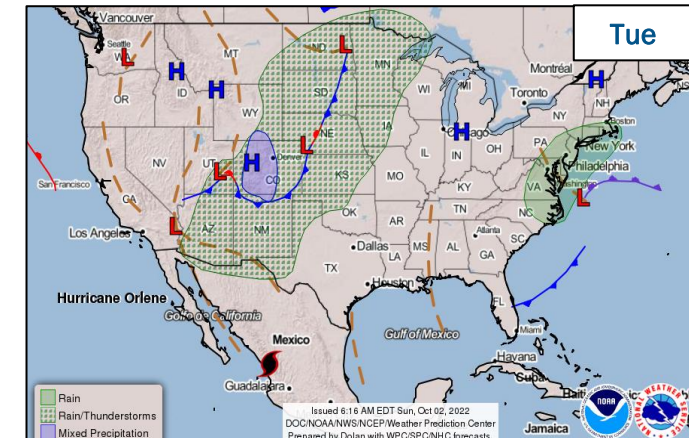 Tue
Vancouver
Seattle
WA
MT
ND
MN
Montréal
NS
OR
ID
WY
SD
WI
MI
Toronto
NH
NY
Boston
NE
IA
Chicago
PA
New York
NV
UT
Denver
CO
KS
MO
IL
IN
OH
Philadelphia
Washington
San Francisco
CA
KY
VA
Los Angeles
AZ
NM
OK
AR
TN
NC
SC
Atlanta
Dallas
TX
LA
MS
AL
GA
Houston
FL
Hurricane Orlene
Golfo de California
Gulf of Mexico
Miami
Mexico
Havana
Cuba
Guadalajara
Haiti
Jamaica
H
H
H
H
H
L
L
L
L
L
L
Rain
Rain/Thunderstorms
Mixed Precipitation
Issued 6:16 AM EDT Sun, Oct 02, 2022
DOC/NOAA/NWS/NCEP/Weather Prediction Center
Prepared by Dolan with WPC/SPC/NHC forecasts
NOAA
NATIONAL WEATHER